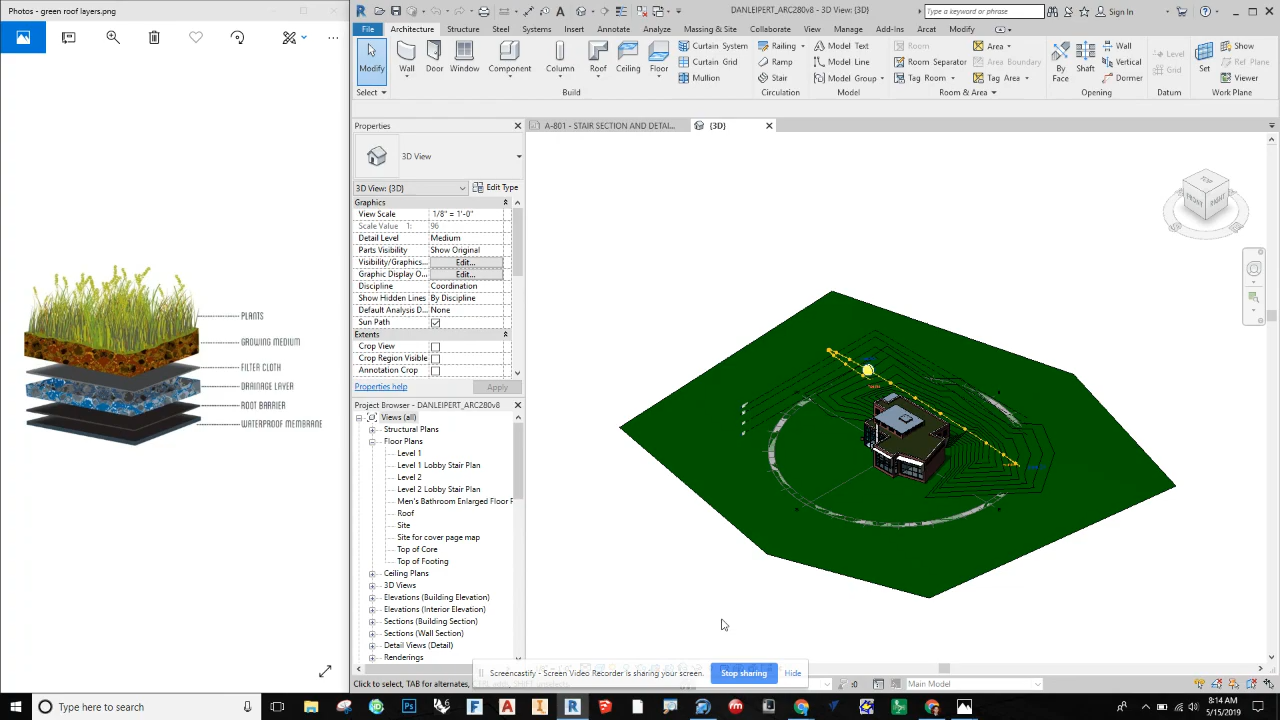 Photos - green roof layers.png
PLANTS
GROWING MEDIUM
FILTER CLOTH
DRAINAGE LAYER
ROOT BARRIER
WATERPROOF MEMBRANE
DANLEIPERT_ARC280v8 - 3D View: {3D}
Type a keyword or phrase
Sign In
File Architecture Structure Steel Systems Insert Annotate Analyze Massing & Site Collaborate View Manage Add-Ins Arcat Modify
Modify Wall Door Window Component Column Roof Ceiling Floor
Curtain System
Curtain Grid
Mullion
Railing
Ramp
Stair
Model Text
Model Line
Model Group
Room
Room Separator
Tag Room
Area
Area Boundary
Tag Area
By Face
Shaft
Wall
Vertical
Dormer
Level
Grid
Set
Show
Ref Plane
Viewer
Select Build Circulation Model Room & Area Opening Datum Work Plane
Properties
3D View
3D View: {3D} Edit Type
Graphics
View Scale 1/8" = 1'-0"
Scale Value 1: 96
Detail Level Medium
Parts Visibility Show Original
Visibility/Graphics... Edit...
Graphic Display O... Edit...
Discipline Coordination
Show Hidden Lines By Discipline
Default Analysis D... None
Sun Path
Extents
Crop View
Crop Region Visible
Annotation Crop
Properties help Apply
Project Browser - DANLEIPERT_ARC280v8
Views (all)
Structural Plans
Floor Plans
Level 1
Level 1 Lobby Stair Plan
Level 2
Level 2 Lobby Stair Plan
Men's Bathroom Enlarged Floor P
Roof
Site
Site for cover page map
Top of Core
Top of Footing
Ceiling Plans
3D Views
Elevations (Building Elevation)
Elevations (Interior Elevation)
Sections (Building Section)
Sections (Wall Section)
Detail Views (Detail)
Renderings
A-801 - STAIR SECTION AND DETAI...
{3D}
TOP
Screencastify - Screen Video Recorder is sharing your screen.
Stop sharing
Hide
Click to select, TAB for alternates,
:0
Main Model
Type here to search
8:14 AM
5/15/2019